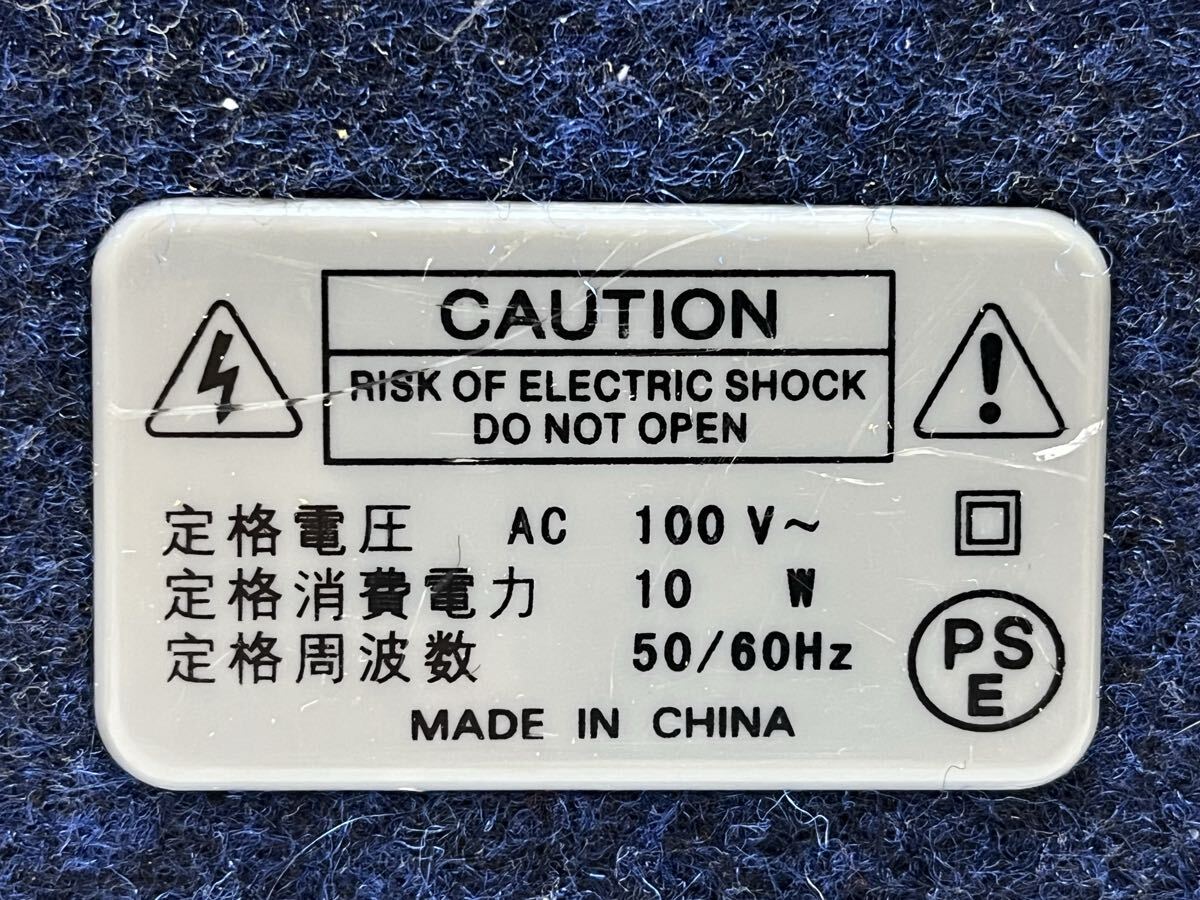 CAUTION
RISK OF ELECTRIC SHOCK
DO NOT OPEN
定格電圧 AC 100 V～
定格消費電力 10 W
定格周波数 50/60Hz
PS
E
MADE IN CHINA